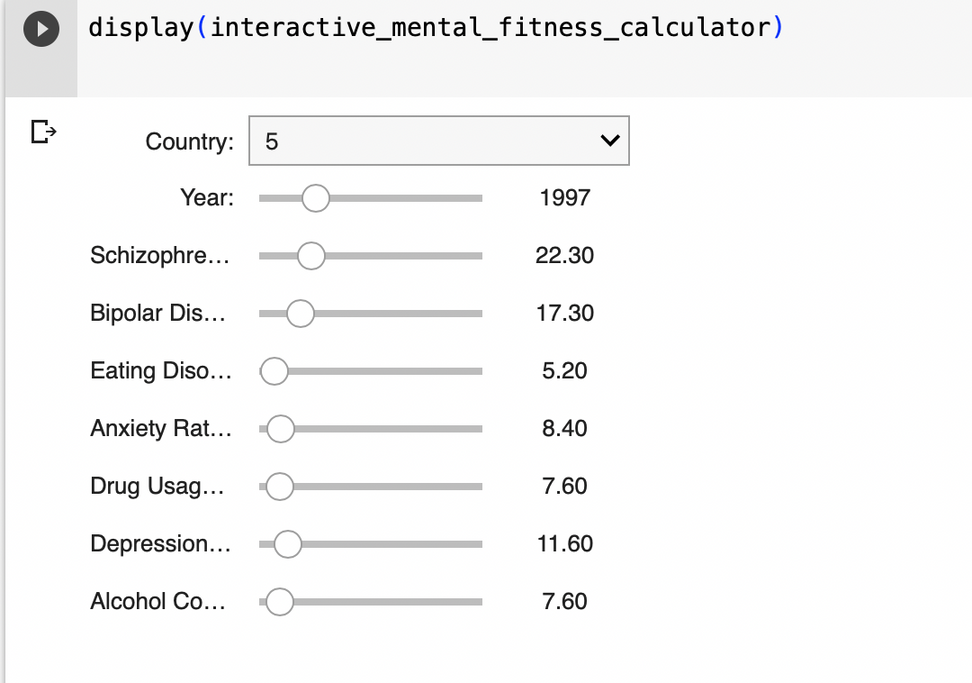 display(interactive_mental_fitness_calculator)
Country: 5
Year: 1997
Schizophre... 22.30
Bipolar Dis... 17.30
Eating Diso... 5.20
Anxiety Rat... 8.40
Drug Usag... 7.60
Depression... 11.60
Alcohol Co... 7.60